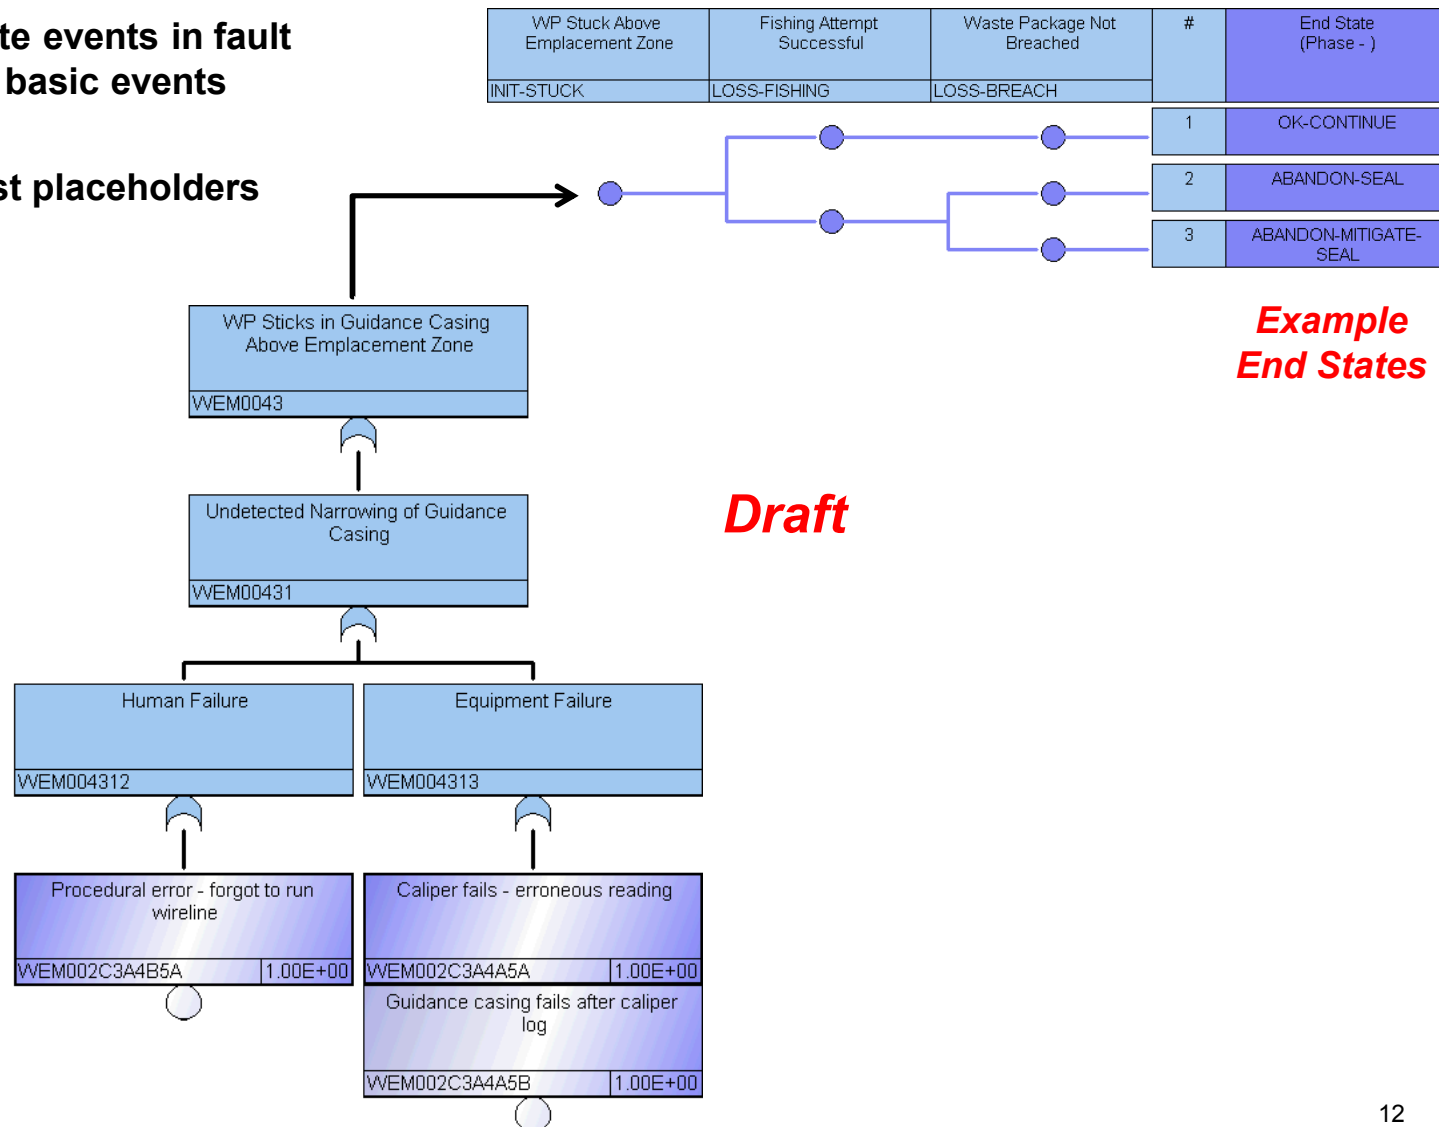 te events in fault
basic events
st placeholders
WP Stuck Above
Emplacement Zone
INIT-STUCK
Fishing Attempt
Successful
LOSS-FISHING
Waste Package Not
Breached
LOSS-BREACH
#
End State
(Phase - )
1
OK-CONTINUE
2
ABANDON-SEAL
3
ABANDON-MITIGATE-
SEAL
Example
End States
WP Sticks in Guidance Casing
Above Emplacement Zone
WEM0043
Undetected Narrowing of Guidance
Casing
WEM00431
Draft
Human Failure
WEM004312
Equipment Failure
WEM004313
Procedural error - forgot to run
wireline
WEM002C3A4B5A 1.00E+00
Caliper fails - erroneous reading
WEM002C3A4A5A 1.00E+00
Guidance casing fails after caliper
log
WEM002C3A4A5B 1.00E+00
12